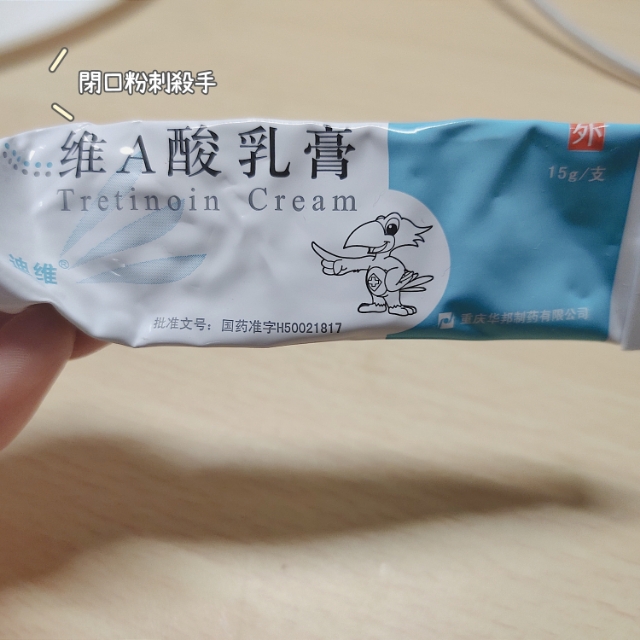 閉口粉刺殺手
维A酸乳膏
外
Tretinoin Cream
15g/支
迪维®
批准文号：国药准字H50021817
重庆华邦制药有限公司